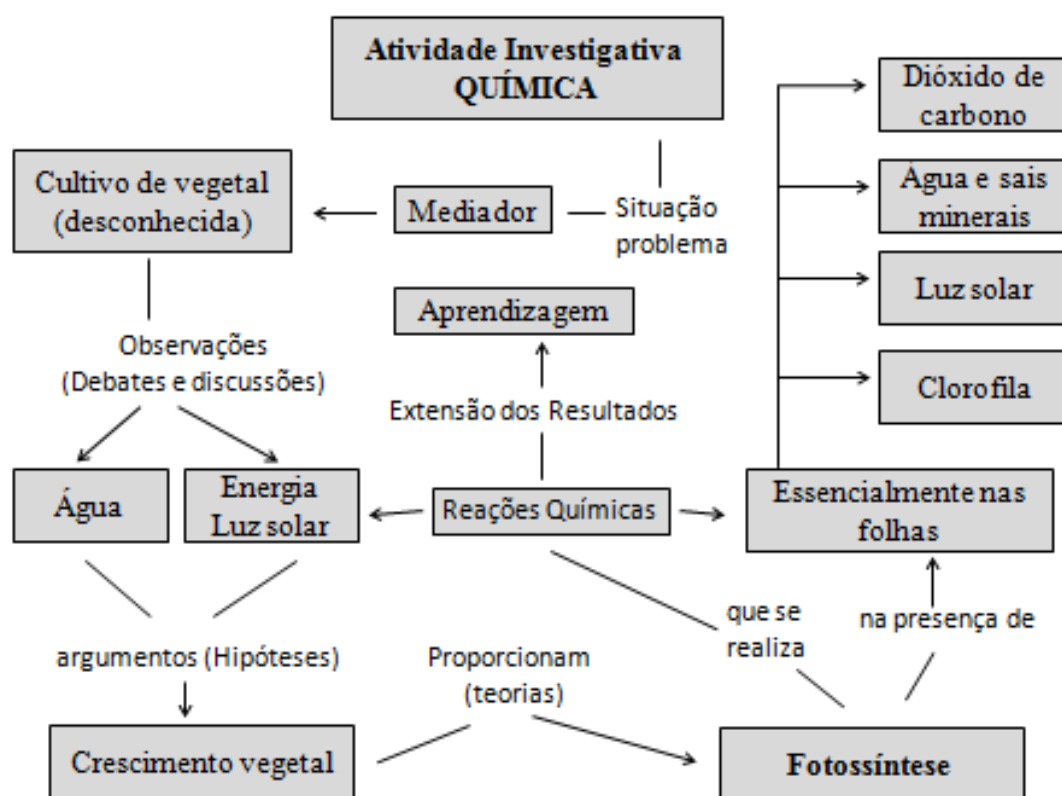 Atividade Investigativa
QUÍMICA
Dióxido de
carbono
Cultivo de vegetal
(desconhecida)
Mediador
Situação
problema
Água e sais
minerais
Luz solar
Aprendizagem
Observações
(Debates e discussões)
Clorofila
Extensão dos Resultados
Água
Energia
Luz solar
Reações Químicas
Essencialmente nas
folhas
que se
realiza
na presença de
argumentos (Hipóteses)
Proporcionam
(teorias)
Crescimento vegetal
Fotossíntese